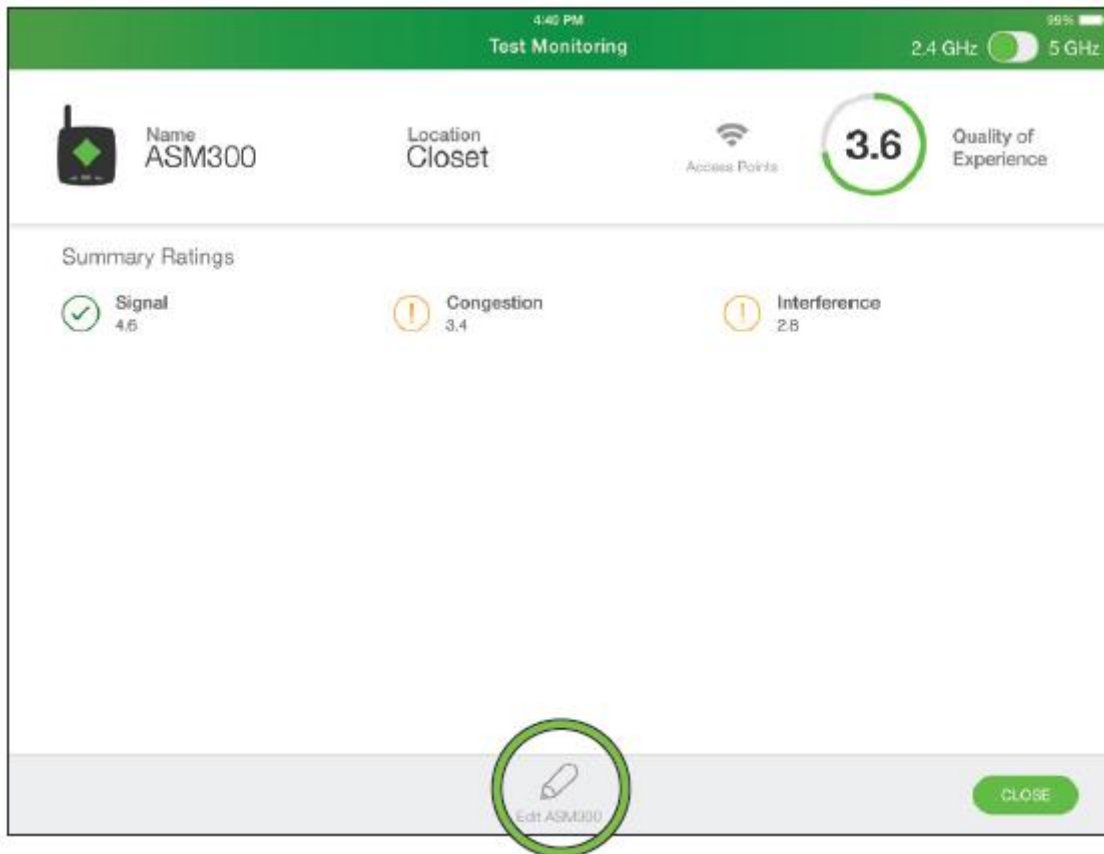 4:40 PM
99%
Test Monitoring
2.4 GHz
5 GHz
Name
ASM300
Location
Closet
Access Points
3.6
Quality of
Experience
Summary Ratings
Signal
4.6
Congestion
3.4
Interference
2.8
Edit ASM300
CLOSE